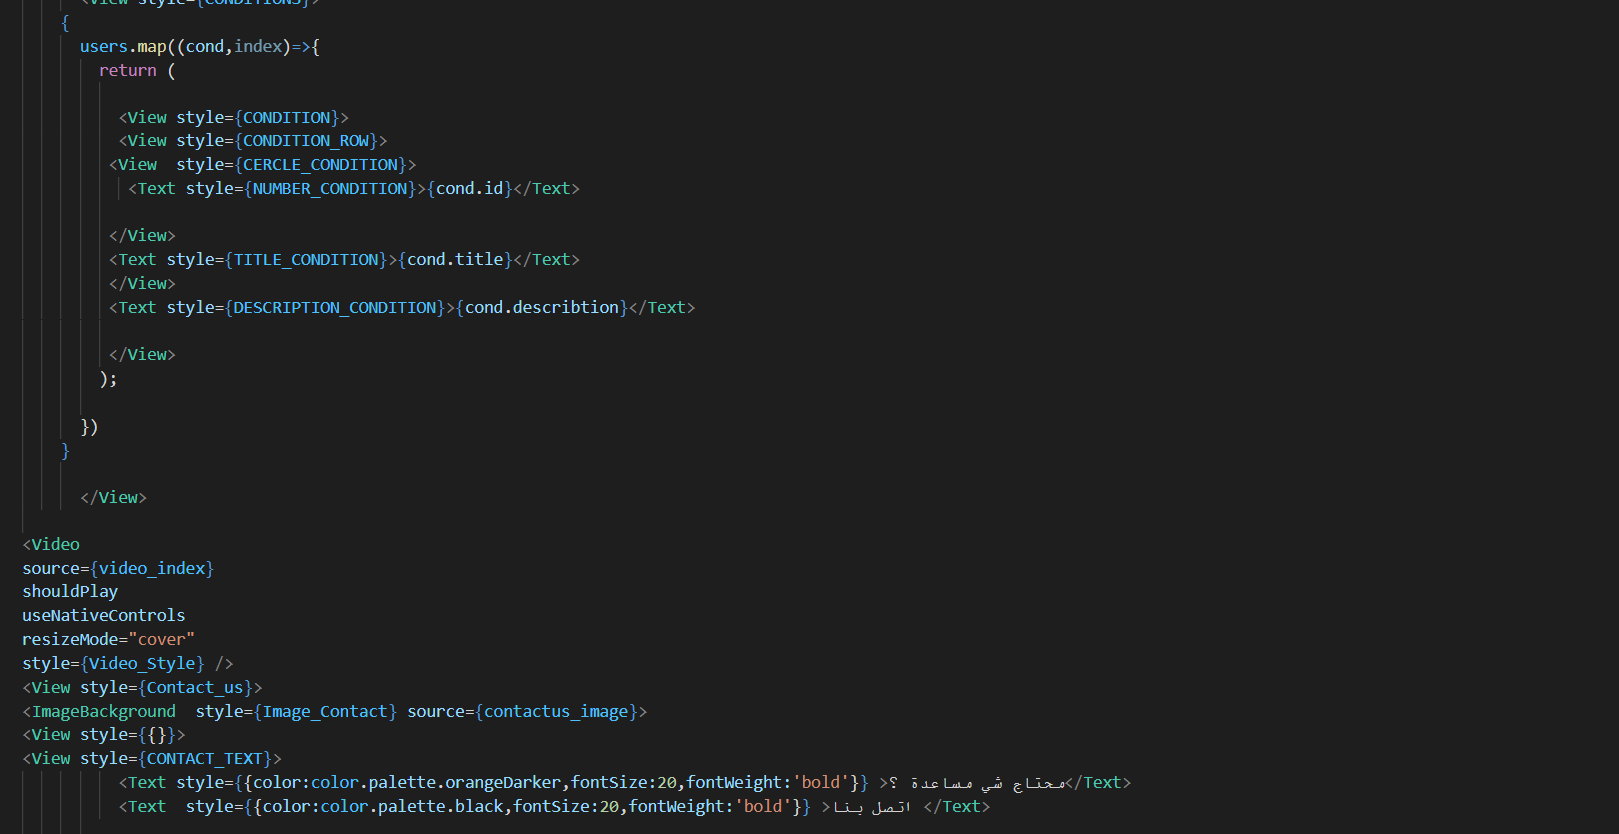 <View style={CONDITIONS}>
{
users.map((cond,index)=>{
return (
<View style={CONDITION}>
<View style={CONDITION_ROW}>
<View  style={CERCLE_CONDITION}>
<Text style={NUMBER_CONDITION}>{cond.id}</Text>
</View>
<Text style={TITLE_CONDITION}>{cond.title}</Text>
</View>
<Text style={DESCRIPTION_CONDITION}>{cond.describtion}</Text>
</View>
);
})
}
</View>
<Video
source={video_index}
shouldPlay
useNativeControls
resizeMode="cover"
style={Video_Style} />
<View style={Contact_us}>
<ImageBackground  style={Image_Contact} source={contactus_image}>
<View style={{}}>
<View style={CONTACT_TEXT}>
<Text style={{color:color.palette.orangeDarker,fontSize:20,fontWeight:'bold'}} >محتاج شي مساعدة ؟</Text>
<Text  style={{color:color.palette.black,fontSize:20,fontWeight:'bold'}} >اتصل بنا </Text>